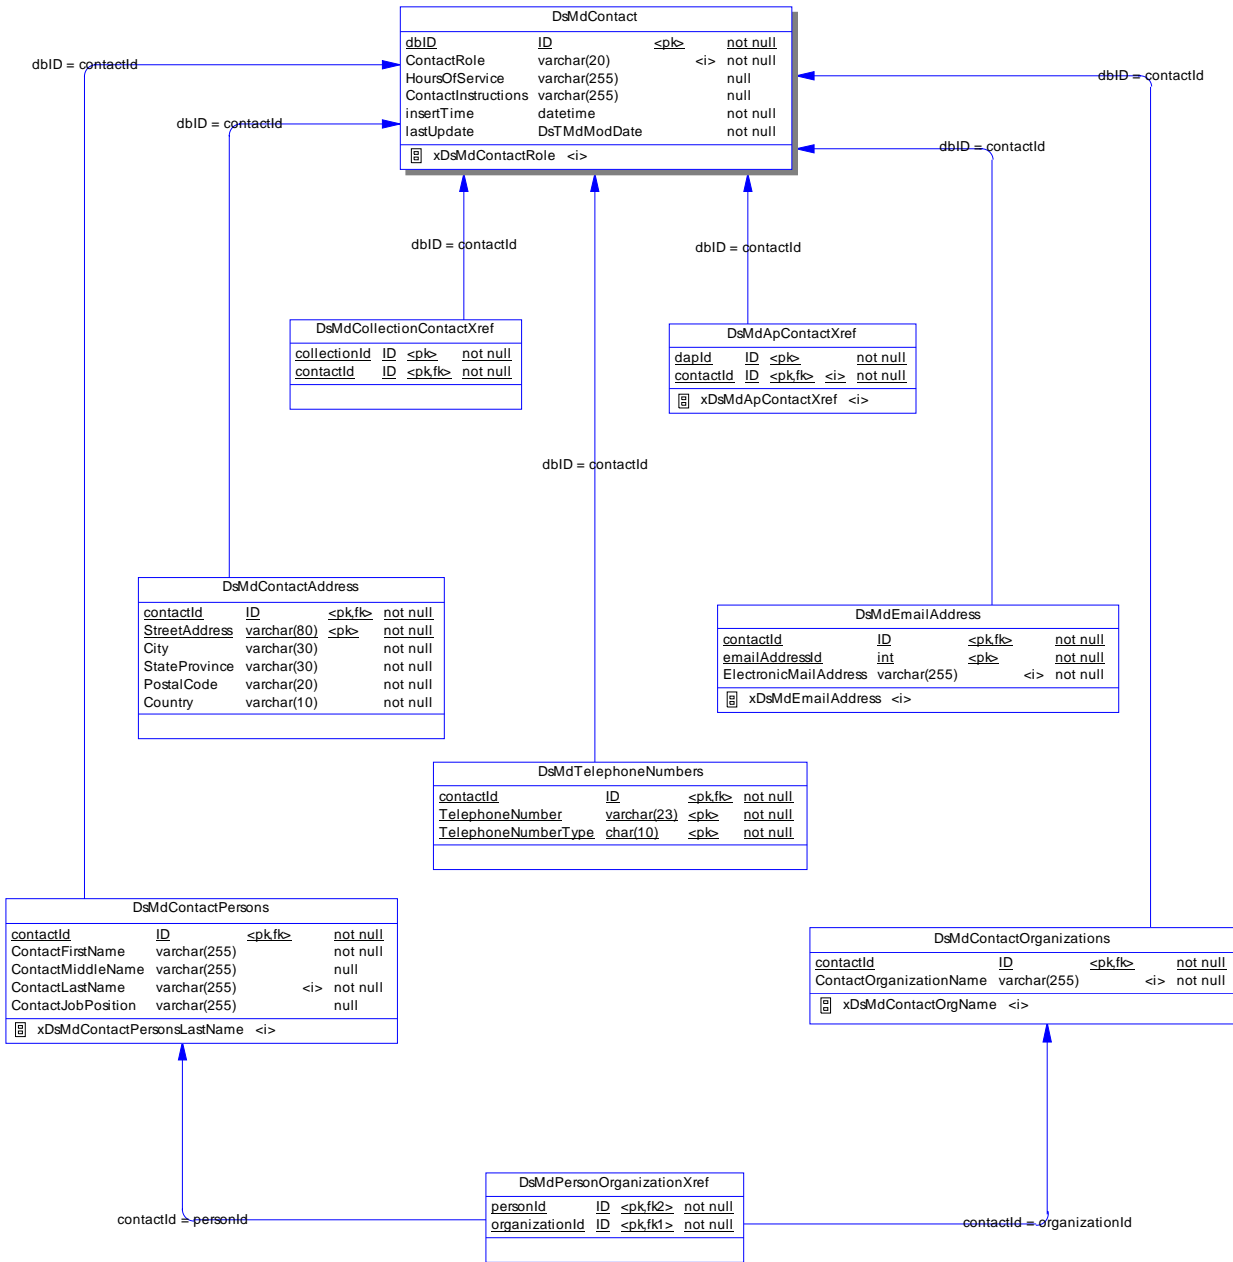 DsMdContact
dbID ID <pk> not null
ContactRole varchar(20) <i> not null
HoursOfService varchar(255) null
ContactInstructions varchar(255) null
insertTime datetime not null
lastUpdate DsTMdModDate not null
xDsMdContactRole <i>
dbID = contactId
dbID = contactId
dbID = contactId
dbID = contactId
dbID = contactId
dbID = contactId
DsMdCollectionContactXref
collectionId ID <pk> not null
contactId ID <pk,fk> not null
DsMdApContactXref
dapId ID <pk> not null
contactId ID <pk,fk> <i> not null
xDsMdApContactXref <i>
dbID = contactId
DsMdContactAddress
contactId ID <pk,fk> not null
StreetAddress varchar(80) <pk> not null
City varchar(30) not null
StateProvince varchar(30) not null
PostalCode varchar(20) not null
Country varchar(10) not null
DsMdEmailAddress
contactId ID <pk,fk> not null
emailAddressId int <pk> not null
ElectronicMailAddress varchar(255) <i> not null
xDsMdEmailAddress <i>
DsMdTelephoneNumbers
contactId ID <pk,fk> not null
TelephoneNumber varchar(23) <pk> not null
TelephoneNumberType char(10) <pk> not null
DsMdContactPersons
contactId ID <pk,fk> not null
ContactFirstName varchar(255) not null
ContactMiddleName varchar(255) null
ContactLastName varchar(255) <i> not null
ContactJobPosition varchar(255) null
xDsMdContactPersonsLastName <i>
DsMdContactOrganizations
contactId ID <pk,fk> not null
ContactOrganizationName varchar(255) <i> not null
xDsMdContactOrgName <i>
DsMdPersonOrganizationXref
personId ID <pk,fk2> not null
organizationId ID <pk,fk1> not null
contactId = personId
contactId = organizationId